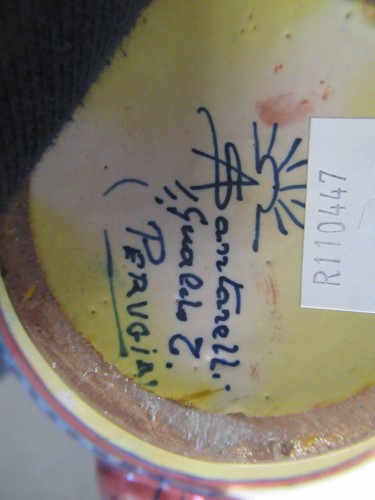 Santarelli
Gualdo T.
(PERUGIA)
R110447